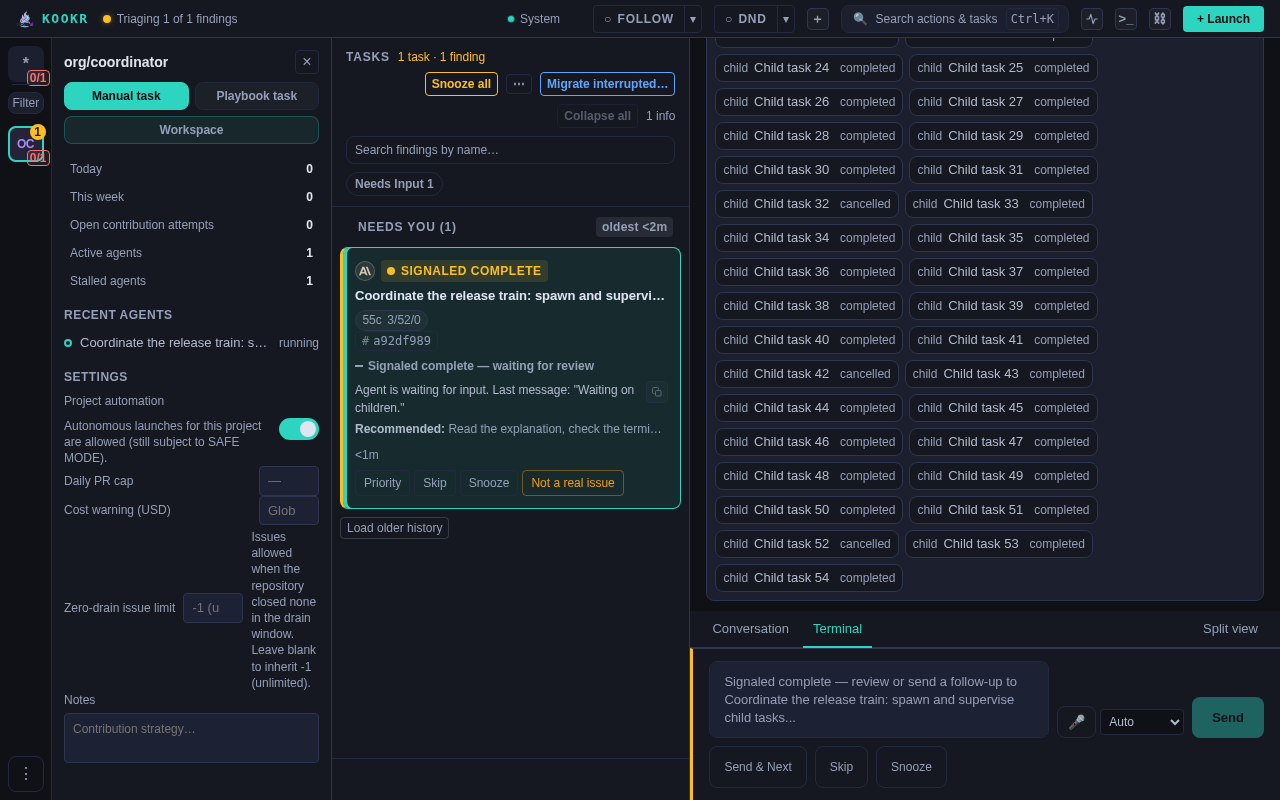 KOOKR
Triaging 1 of 1 findings
System
○ FOLLOW ▾
○ DND ▾
+
Search actions & tasks Ctrl+K
>_
+ Launch
*
0/1
Filter
OC
1
0/1
⋮
org/coordinator
×
Manual task
Playbook task
Workspace
Today 0
This week 0
Open contribution attempts 0
Active agents 1
Stalled agents 1
RECENT AGENTS
Coordinate the release train: s… running
SETTINGS
Project automation
Autonomous launches for this project
are allowed (still subject to SAFE
MODE).
Daily PR cap —
Cost warning (USD) Glob
Zero-drain issue limit -1 (u
Issues
allowed
when the
repository
closed none
in the drain
window.
Leave blank
to inherit -1
(unlimited).
Notes
Contribution strategy…
TASKS 1 task · 1 finding
Snooze all
⋯
Migrate interrupted…
Collapse all 1 info
Search findings by name…
Needs Input 1
NEEDS YOU (1) oldest <2m
SIGNALED COMPLETE
Coordinate the release train: spawn and supervi…
55c 3/52/0
# a92df989
Signaled complete — waiting for review
Agent is waiting for input. Last message: "Waiting on
children."
Recommended: Read the explanation, check the termi…
<1m
Priority Skip Snooze Not a real issue
Load older history
child Child task 24 completed child Child task 25 completed
child Child task 26 completed child Child task 27 completed
child Child task 28 completed child Child task 29 completed
child Child task 30 completed child Child task 31 completed
child Child task 32 cancelled child Child task 33 completed
child Child task 34 completed child Child task 35 completed
child Child task 36 completed child Child task 37 completed
child Child task 38 completed child Child task 39 completed
child Child task 40 completed child Child task 41 completed
child Child task 42 cancelled child Child task 43 completed
child Child task 44 completed child Child task 45 completed
child Child task 46 completed child Child task 47 completed
child Child task 48 completed child Child task 49 completed
child Child task 50 completed child Child task 51 completed
child Child task 52 cancelled child Child task 53 completed
child Child task 54 completed
Conversation Terminal Split view
Signaled complete — review or send a follow-up to
Coordinate the release train: spawn and supervise
child tasks...
Auto
Send
Send & Next Skip Snooze